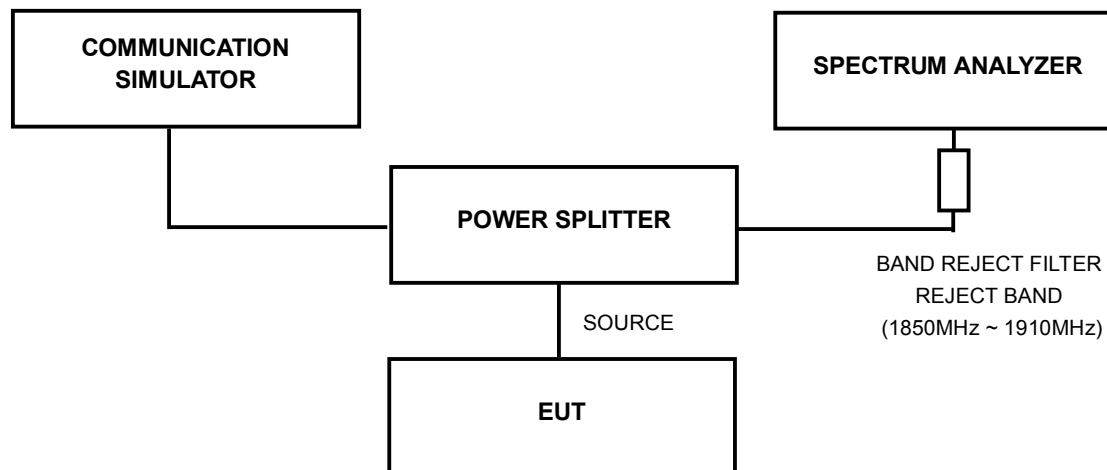 COMMUNICATION
SIMULATOR
SPECTRUM ANALYZER
POWER SPLITTER
BAND REJECT FILTER
REJECT BAND
(1850MHz ~ 1910MHz)
SOURCE
EUT